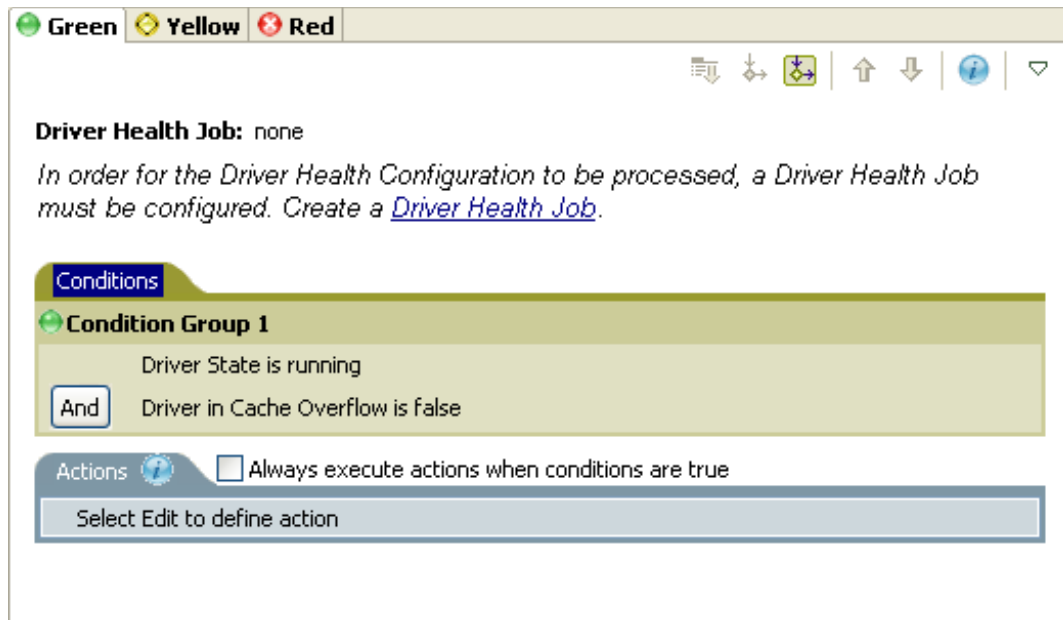 Green Yellow Red
Driver Health Job: none
In order for the Driver Health Configuration to be processed, a Driver Health Job
must be configured. Create a Driver Health Job.
Conditions
Condition Group 1
Driver State is running
And Driver in Cache Overflow is false
Actions Always execute actions when conditions are true
Select Edit to define action